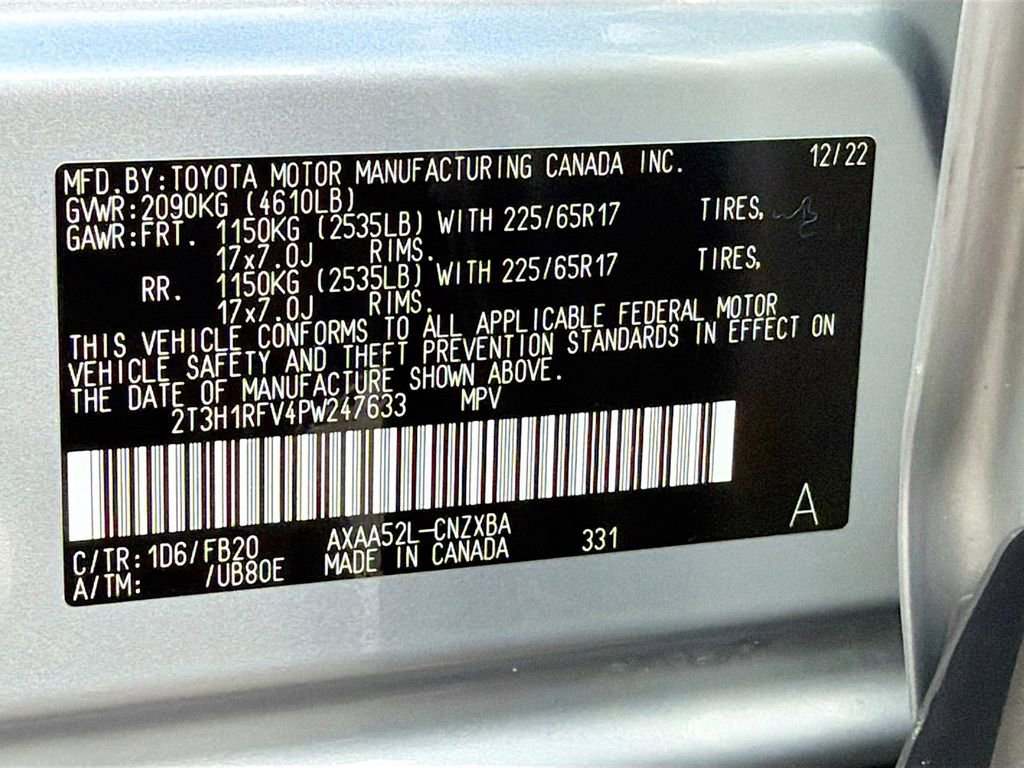 MFD.BY:TOYOTA MOTOR MANUFACTURING CANADA INC. 12/22
GVWR:2090KG (4610LB)
GAWR:FRT. 1150KG (2535LB) WITH 225/65R17 TIRES,
17x7.0J RIMS.
RR. 1150KG (2535LB) WITH 225/65R17 TIRES,
17x7.0J RIMS.
THIS VEHICLE CONFORMS TO ALL APPLICABLE FEDERAL MOTOR
VEHICLE SAFETY AND THEFT PREVENTION STANDARDS IN EFFECT ON
THE DATE OF MANUFACTURE SHOWN ABOVE.
2T3H1RFV4PW247633 MPV
A
C/TR: 1D6/FB20 AXAA52L-CNZXBA
A/TM: /UB80E MADE IN CANADA 331